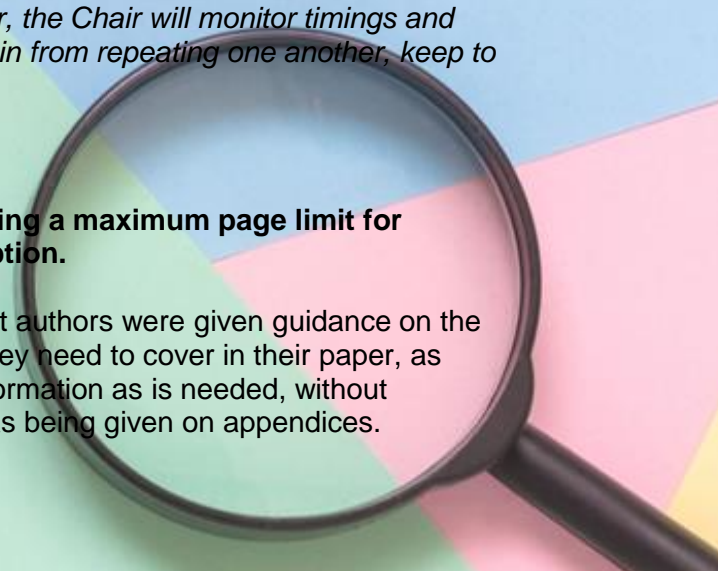 r, the Chair will monitor timings and
in from repeating one another, keep to
ing a maximum page limit for
ption.
t authors were given guidance on the
ey need to cover in their paper, as
ormation as is needed, without
s being given on appendices.